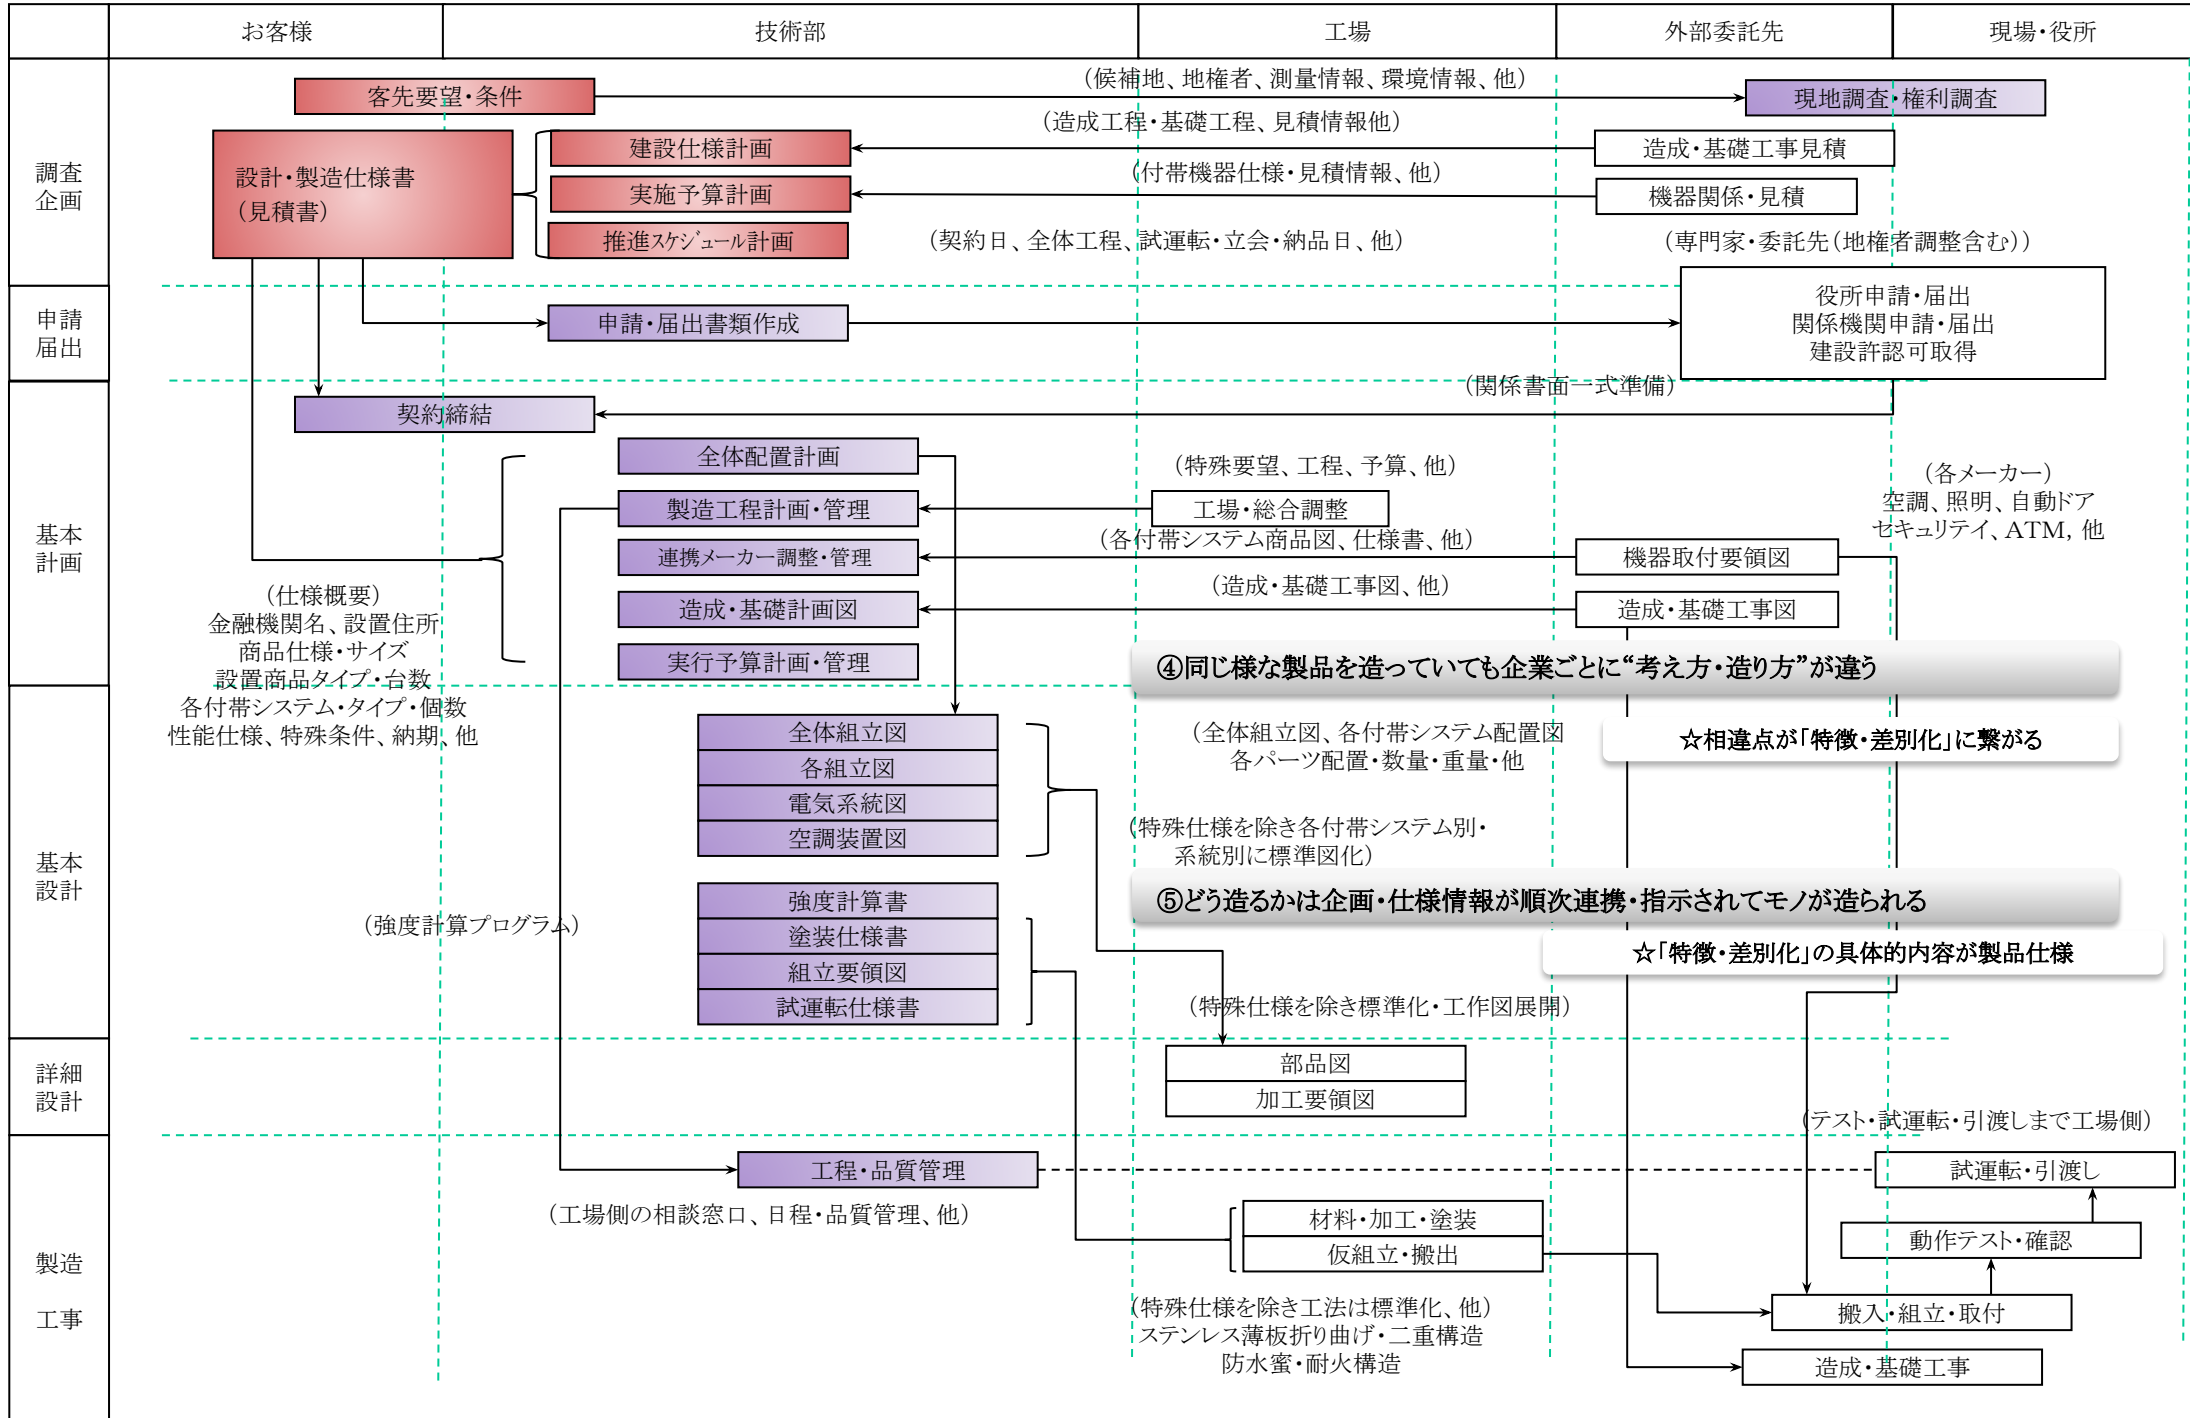 お客様
技術部
工場
外部委託先
現場・役所
調査
企画
客先要望・条件
(候補地、地権者、測量情報、環境情報、他)
現地調査・権利調査
(造成工程・基礎工程、見積情報他)
設計・製造仕様書
(見積書)
建設仕様計画
造成・基礎工事見積
(付帯機器仕様・見積情報、他)
実施予算計画
機器関係・見積
推進スケジュール計画
(契約日、全体工程、試運転・立会・納品日、他)
(専門家・委託先(地権者調整含む))
申請
届出
申請・届出書類作成
役所申請・届出
関係機関申請・届出
建設許認可取得
(関係書面一式準備)
契約締結
基本
計画
全体配置計画
(特殊要望、工程、予算、他)
(各メーカー)
空調、照明、自動ドア
セキュリテイ、ATM, 他
製造工程計画・管理
工場・総合調整
(各付帯システム商品図、仕様書、他)
連携メーカー調整・管理
機器取付要領図
(造成・基礎工事図、他)
造成・基礎計画図
造成・基礎工事図
実行予算計画・管理
(仕様概要)
金融機関名、設置住所
商品仕様・サイズ
設置商品タイプ・台数
各付帯システム・タイプ・個数
性能仕様、特殊条件、納期、他
④同じ様な製品を造っていても企業ごとに“考え方・造り方”が違う
☆相違点が「特徴・差別化」に繋がる
基本
設計
全体組立図
各組立図
電気系統図
空調装置図
(全体組立図、各付帯システム配置図
各パーツ配置・数量・重量・他
(特殊仕様を除き各付帯システム別・
系統別に標準図化)
⑤どう造るかは企画・仕様情報が順次連携・指示されてモノが造られる
☆「特徴・差別化」の具体的内容が製品仕様
(強度計算プログラム)
強度計算書
塗装仕様書
組立要領図
試運転仕様書
(特殊仕様を除き標準化・工作図展開)
詳細
設計
部品図
加工要領図
(テスト・試運転・引渡しまで工場側)
製造
工事
工程・品質管理
試運転・引渡し
(工場側の相談窓口、日程・品質管理、他)
材料・加工・塗装
仮組立・搬出
動作テスト・確認
(特殊仕様を除き工法は標準化、他)
ステンレス薄板折り曲げ・二重構造
防水蜜・耐火構造
搬入・組立・取付
造成・基礎工事